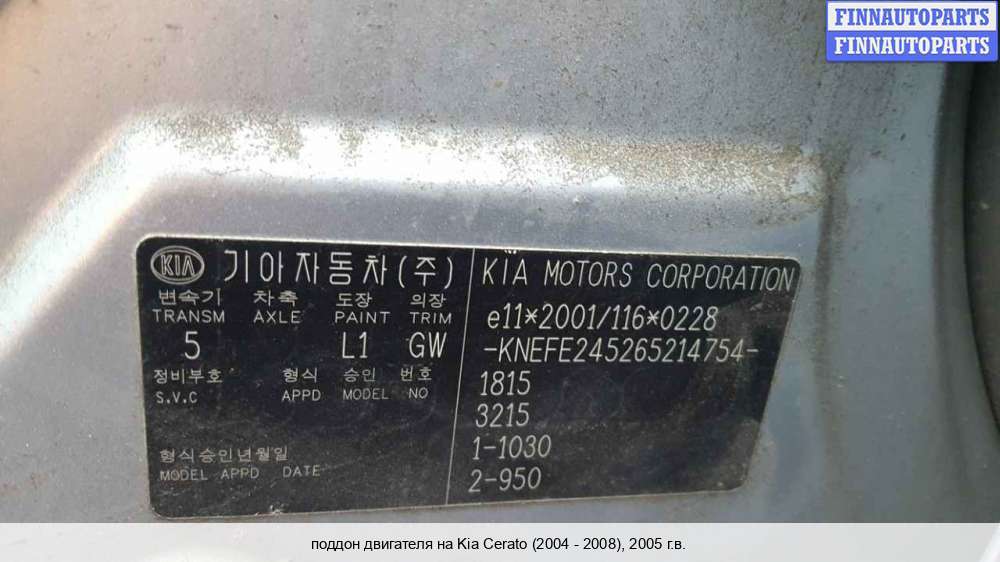 FINNAUTOPARTS
FINNAUTOPARTS
KIA 기아자동차(주)
변속기 차축 도장 의장
TRANSM AXLE PAINT TRIM
5 L1 GW
정비부호 형식 승인 번호
S.V.C APPD MODEL NO
형식승인년월일
MODEL APPD DATE
KIA MOTORS CORPORATION
e11*2001/116*0228
-KNEFE245265214754-
1815
3215
1-1030
2-950
поддон двигателя на Kia Cerato (2004 - 2008), 2005 г.в.